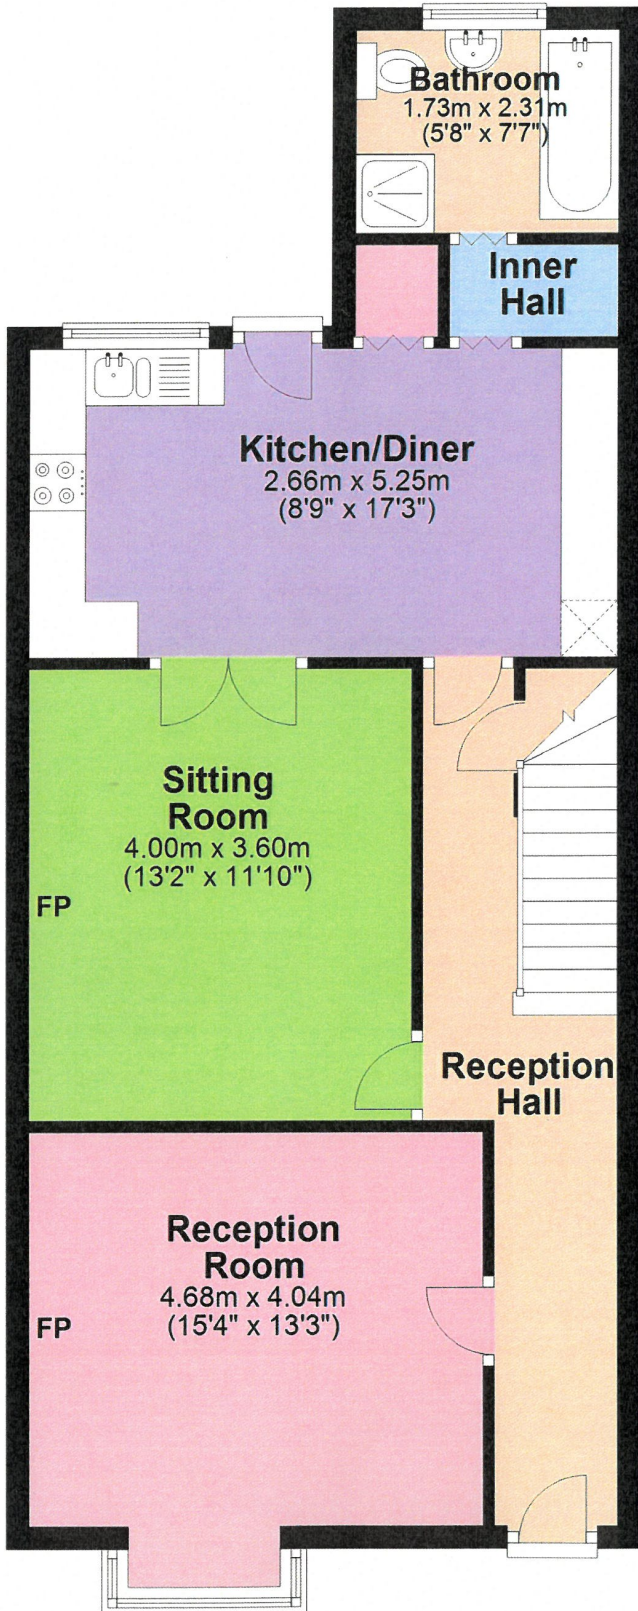 Bathroom
1.73m x 2.31m
(5'8" x 7'7")
Inner
Hall
Kitchen/Diner
2.66m x 5.25m
(8'9" x 17'3")
Sitting
Room
4.00m x 3.60m
(13'2" x 11'10")
FP
Reception
Hall
Reception
Room
4.68m x 4.04m
(15'4" x 13'3")
FP